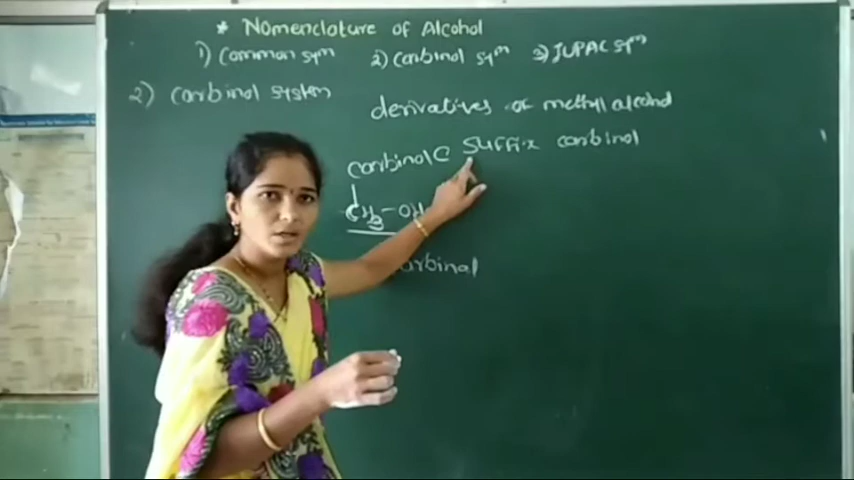 * Nomenclature of Alcohol
1) Common sym 2) Carbinol sym 3) IUPAC sym
2) Carbinol system
derivatives of methyl alcohol
carbinol C suffix carbinol
CH3-OH
carbinal